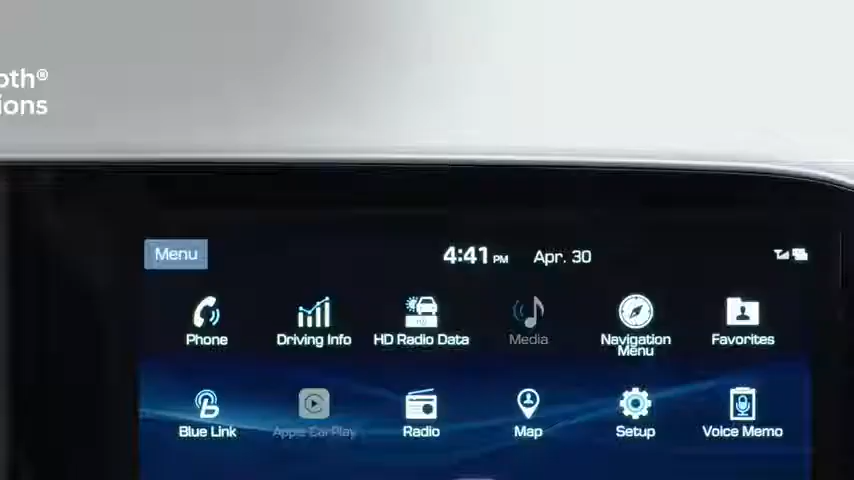 oth®
ions
Menu
4:41 PM Apr. 30
Phone
Driving Info
HD Radio Data
Media
Navigation
Menu
Favorites
Blue Link
Apple CarPlay
Radio
Map
Setup
Voice Memo